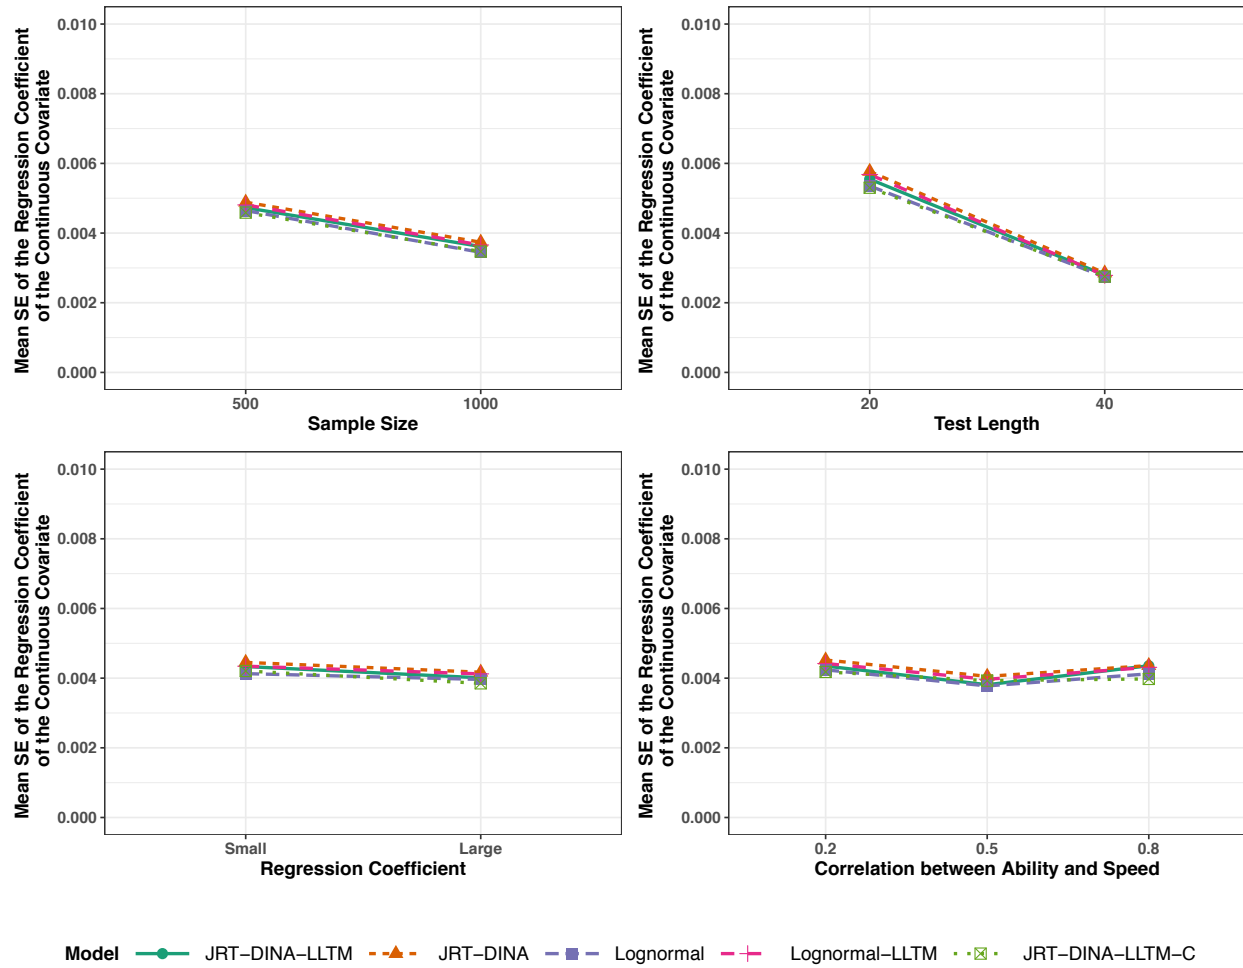 Mean SE of the Regression Coefficient
of the Continuous Covariate
0.010
0.008
0.006
0.004
0.002
0.000
500
1000
Sample Size
Mean SE of the Regression Coefficient
of the Continuous Covariate
0.010
0.008
0.006
0.004
0.002
0.000
20
40
Test Length
Mean SE of the Regression Coefficient
of the Continuous Covariate
0.010
0.008
0.006
0.004
0.002
0.000
Small
Large
Regression Coefficient
Mean SE of the Regression Coefficient
of the Continuous Covariate
0.010
0.008
0.006
0.004
0.002
0.000
0.2
0.5
0.8
Correlation between Ability and Speed
Model JRT−DINA−LLTM JRT−DINA Lognormal Lognormal−LLTM JRT−DINA−LLTM−C